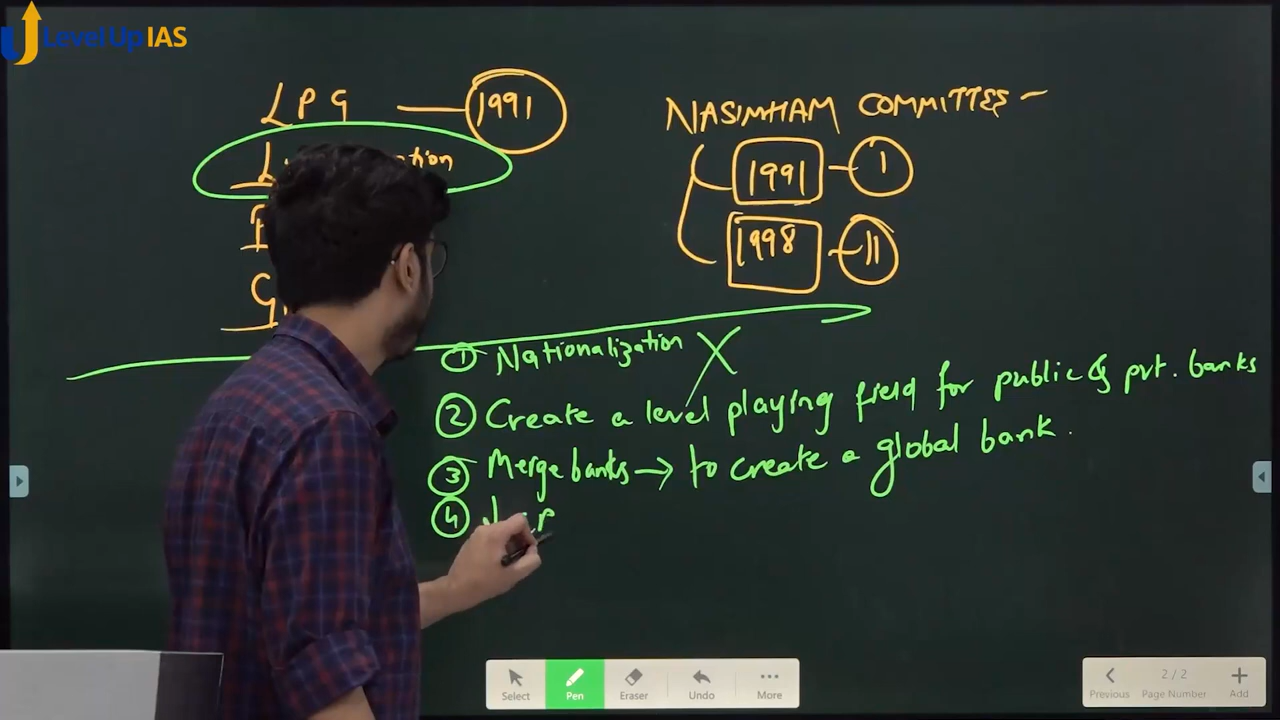 Level Up IAS
LPG — 1991
NASIMHAM COMMITTEE -
1991 - I
1998 - II
① Nationalization X
② Create a level playing field for public & pvt. banks
③ Merge banks → to create a global bank.
④
Select
Pen
Eraser
Undo
More
Previous
2 / 2
Page Number
Add